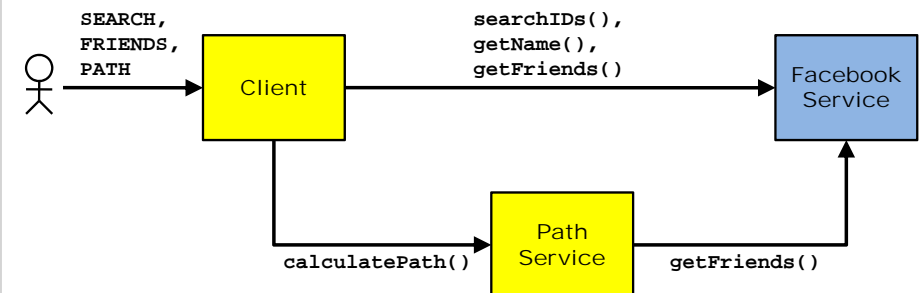 SEARCH,
FRIENDS,
PATH
Client
searchIDs(),
getName(),
getFriends()
Facebook
Service
Path
Service
calculatePath()
getFriends()